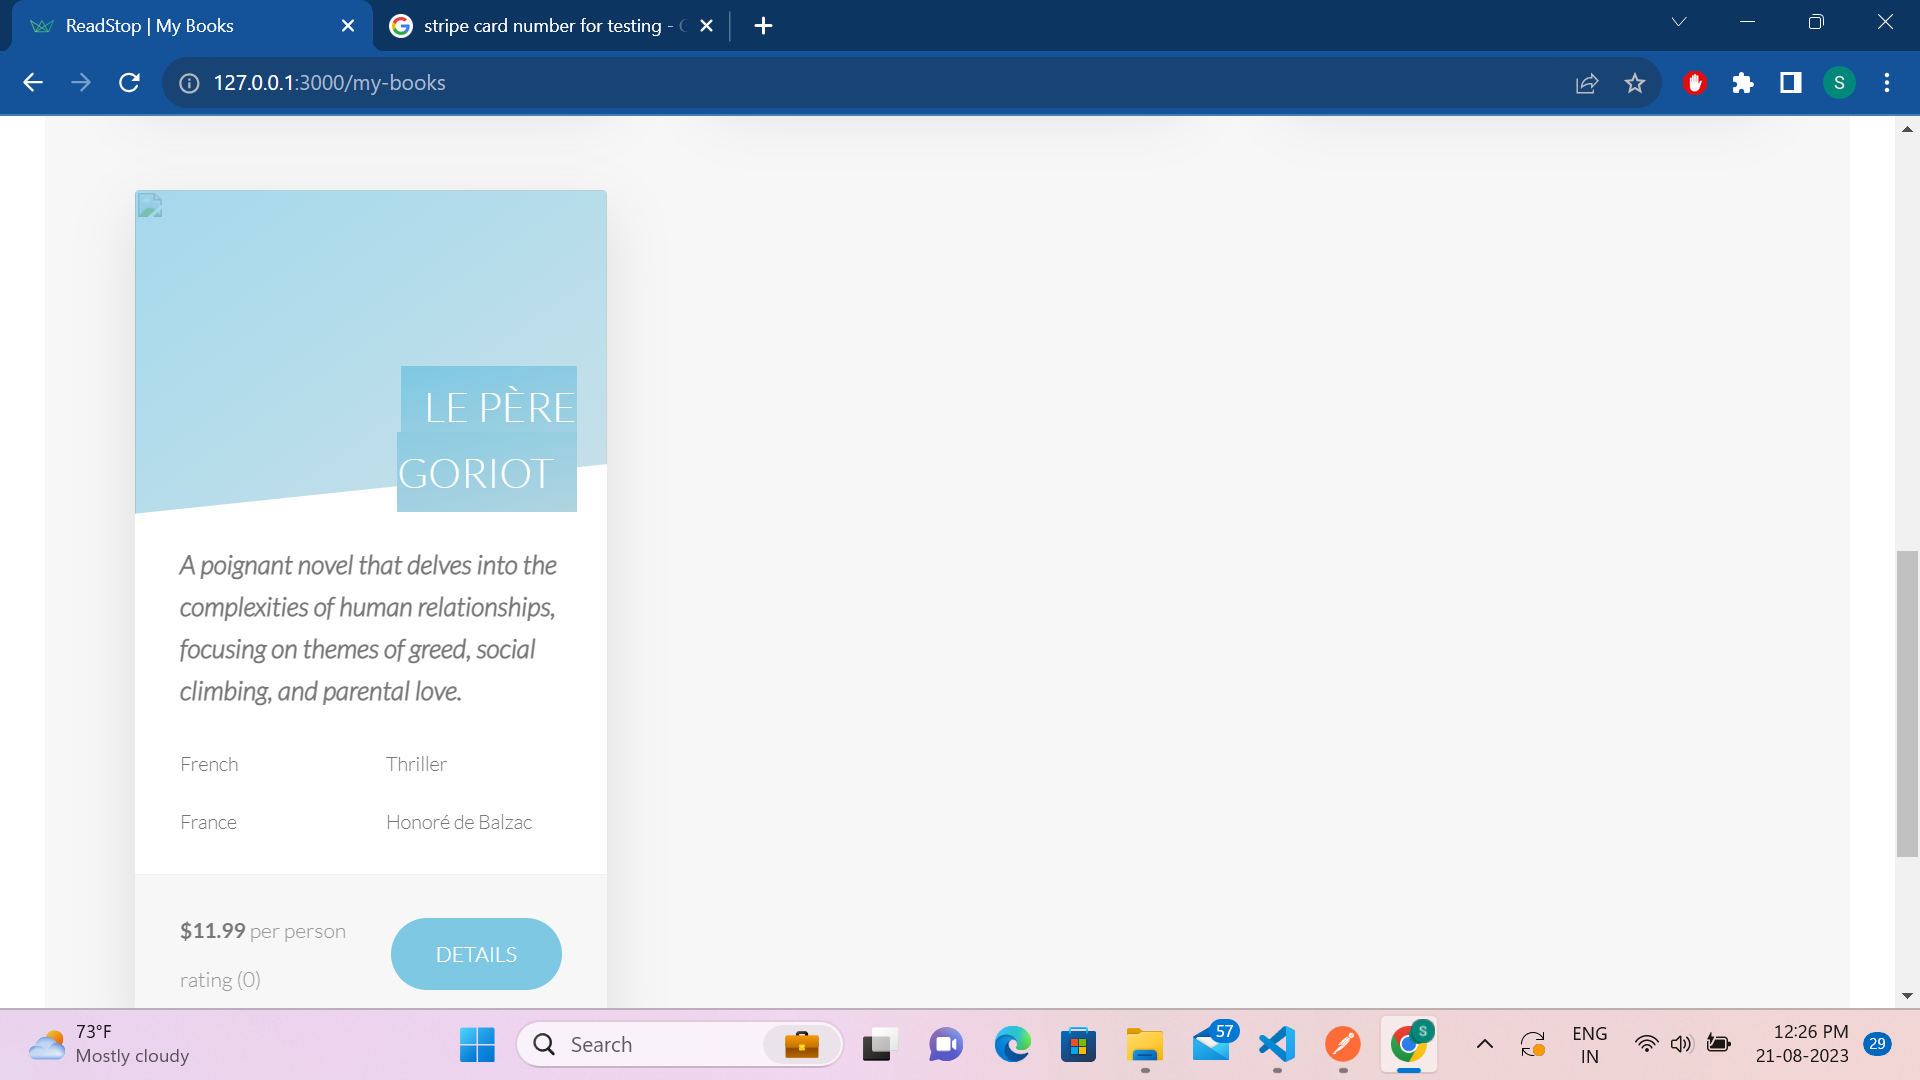 ReadStop | My Books
stripe card number for testing -
127.0.0.1:3000/my-books
S
LE PÈRE
GORIOT
A poignant novel that delves into the
complexities of human relationships,
focusing on themes of greed, social
climbing, and parental love.
French
Thriller
France
Honoré de Balzac
$11.99 per person
rating (0)
DETAILS
73°F
Mostly cloudy
Search
57
S
ENG
IN
12:26 PM
21-08-2023
29